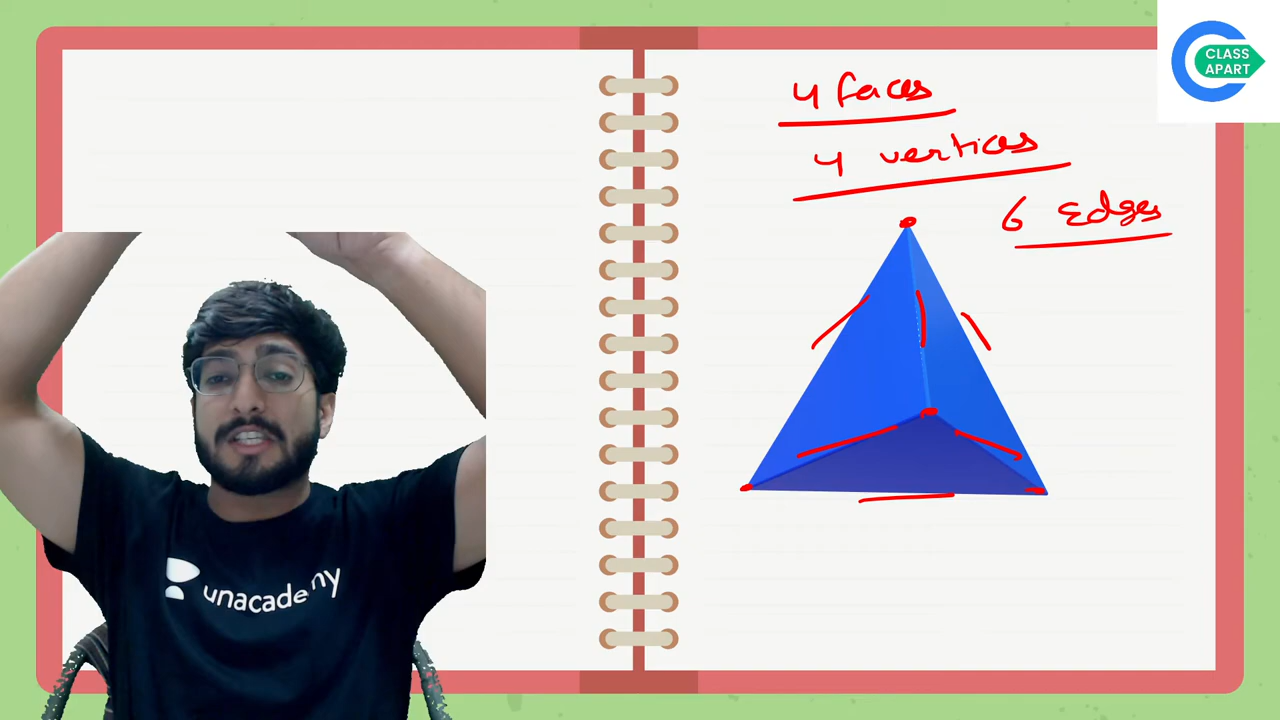 CLASS
APART
4 faces
4 vertices
6 Edges
unacademy